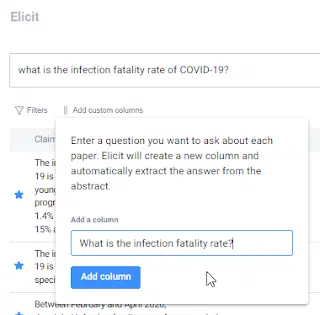 Elicit
what is the infection fatality rate of COVID-19?
Filters
Add custom columns
Claim
Enter a question you want to ask about each
paper. Elicit will create a new column and
automatically extract the answer from the
abstract.
Add a column
What is the infection fatality rate?
Add column
The in
19 is
young
progr
1.4%
15% a
The in
19 is
speci
Between February and April 2020,